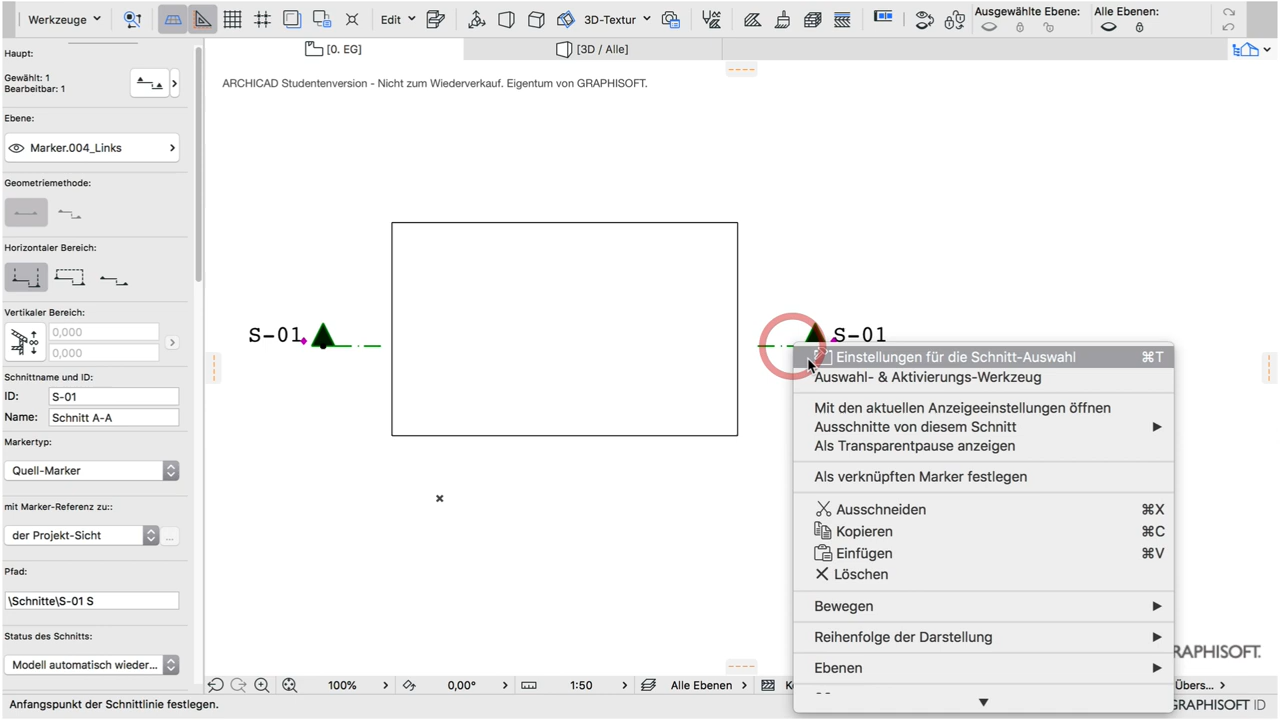 Werkzeuge
Edit
3D-Textur
Ausgewählte Ebene:
Alle Ebenen:
[0. EG]
[3D / Alle]
Haupt:
Gewählt: 1
Bearbeitbar: 1
Ebene:
Marker.004_Links
Geometriemethode:
Horizontaler Bereich:
Vertikaler Bereich:
0,000
0,000
Schnittname und ID:
ID:
S-01
Name:
Schnitt A-A
Markertyp:
Quell-Marker
mit Marker-Referenz zu::
der Projekt-Sicht
...
Pfad:
\Schnitte\S-01 S
Status des Schnitts:
Modell automatisch wieder...
ARCHICAD Studentenversion - Nicht zum Wiederverkauf. Eigentum von GRAPHISOFT.
S-01
S-01
Einstellungen für die Schnitt-Auswahl ⌘T
Auswahl- & Aktivierungs-Werkzeug
Mit den aktuellen Anzeigeeinstellungen öffnen
Ausschnitte von diesem Schnitt
Als Transparentpause anzeigen
Als verknüpften Marker festlegen
Ausschneiden ⌘X
Kopieren ⌘C
Einfügen ⌘V
Löschen
Bewegen
Reihenfolge der Darstellung
Ebenen
RAPHISOFT.
100%
0,00°
1:50
Alle Ebenen
Übers...
Anfangspunkt der Schnittlinie festlegen.
GRAPHISOFT ID